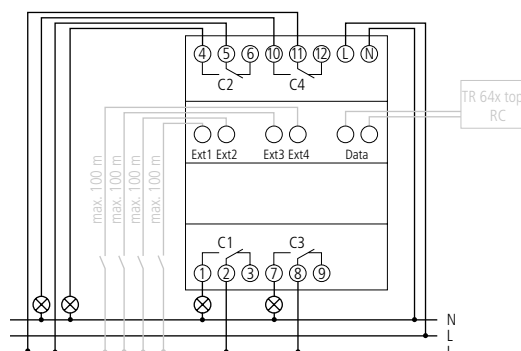 4 5 6 10 11 12 L N
C2 C4
TR 64x top
RC
Ext1 Ext2 Ext3 Ext4 Data
max. 100 m
max. 100 m
max. 100 m
max. 100 m
C1 C3
1 2 3 7 8 9
N
L